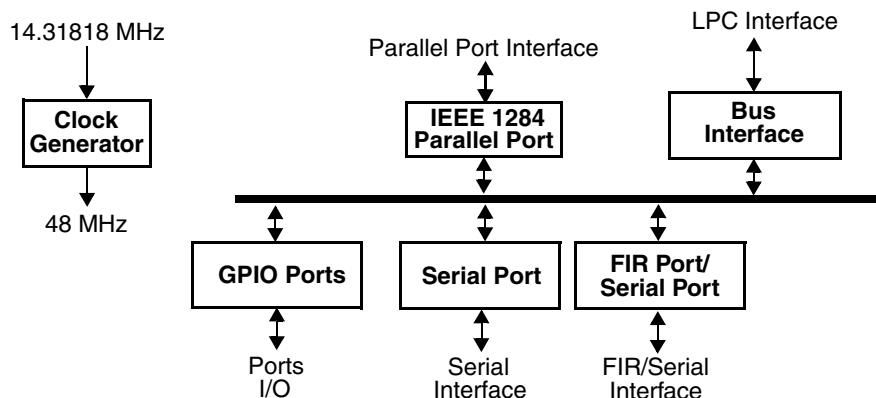 14.31818 MHz
Clock
Generator
48 MHz
Parallel Port Interface
IEEE 1284
Parallel Port
LPC Interface
Bus
Interface
GPIO Ports
Serial Port
FIR Port/
Serial Port
Ports
I/O
Serial
Interface
FIR/Serial
Interface